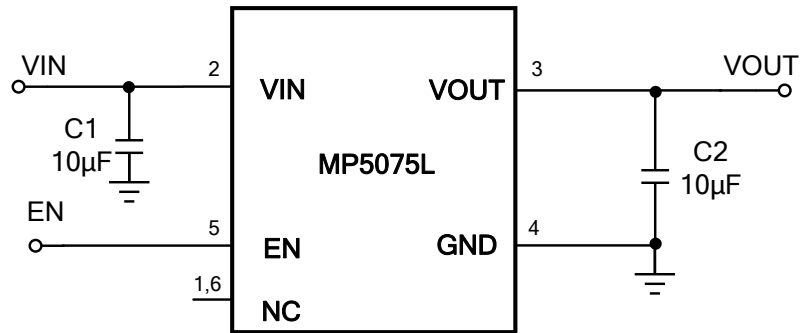 VIN
2
VIN
VOUT
3
VOUT
C1
10µF
MP5075L
C2
10µF
EN
5
EN
GND
4
1,6
NC